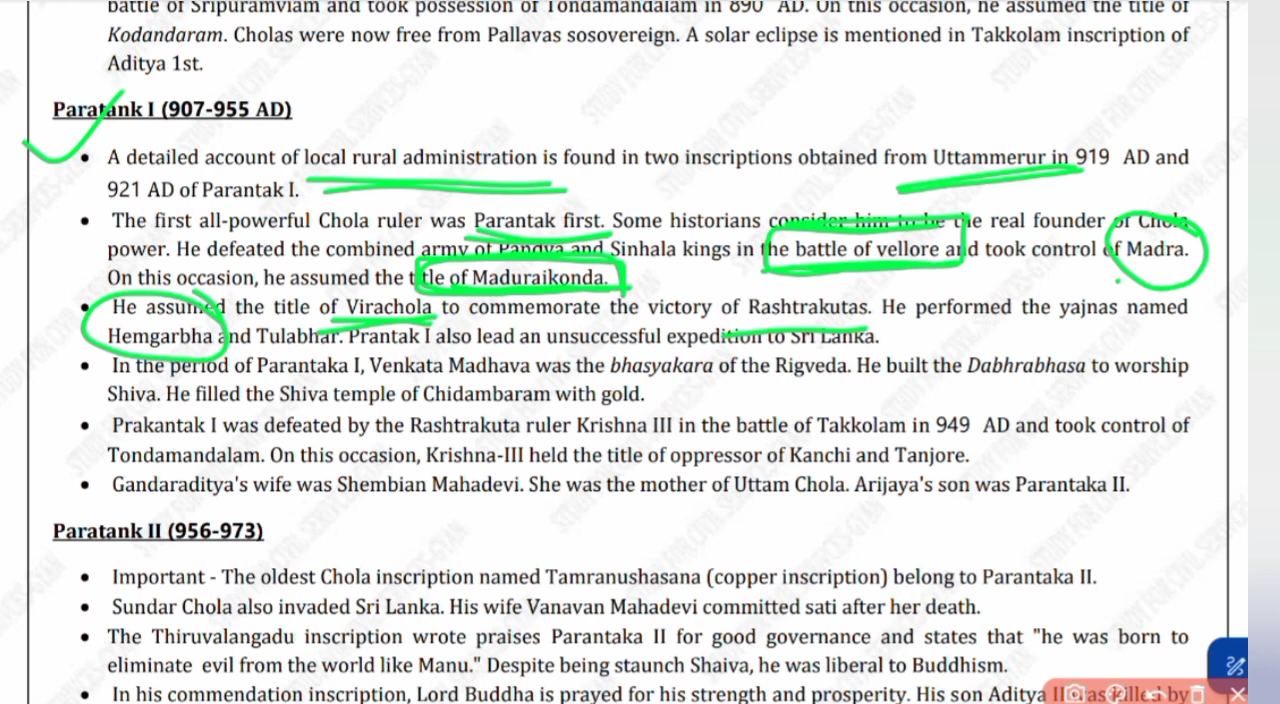 battle of Sripuramviam and took possession of Tondamandalam in 890 AD. On this occasion, he assumed the title of
Kodandaram. Cholas were now free from Pallavas sosovereign. A solar eclipse is mentioned in Takkolam inscription of
Aditya 1st.
Paratank I (907-955 AD)
• A detailed account of local rural administration is found in two inscriptions obtained from Uttammerur in 919 AD and
921 AD of Parantak I.
• The first all-powerful Chola ruler was Parantak first. Some historians consider him to be the real founder of Chola
power. He defeated the combined army of Pandya and Sinhala kings in the battle of vellore and took control of Madra.
On this occasion, he assumed the title of Maduraikonda.
• He assumed the title of Virachola to commemorate the victory of Rashtrakutas. He performed the yajnas named
Hemgarbha and Tulabhar. Prantak I also lead an unsuccessful expedition to Sri Lanka.
• In the period of Parantaka I, Venkata Madhava was the bhasyakara of the Rigveda. He built the Dabhrabhasa to worship
Shiva. He filled the Shiva temple of Chidambaram with gold.
• Prakantak I was defeated by the Rashtrakuta ruler Krishna III in the battle of Takkolam in 949 AD and took control of
Tondamandalam. On this occasion, Krishna-III held the title of oppressor of Kanchi and Tanjore.
• Gandaraditya's wife was Shembian Mahadevi. She was the mother of Uttam Chola. Arijaya's son was Parantaka II.
Paratank II (956-973)
• Important - The oldest Chola inscription named Tamranushasana (copper inscription) belong to Parantaka II.
• Sundar Chola also invaded Sri Lanka. His wife Vanavan Mahadevi committed sati after her death.
• The Thiruvalangadu inscription wrote praises Parantaka II for good governance and states that "he was born to
eliminate evil from the world like Manu." Despite being staunch Shaiva, he was liberal to Buddhism.
• In his commendation inscription, Lord Buddha is prayed for his strength and prosperity. His son Aditya II was killed by